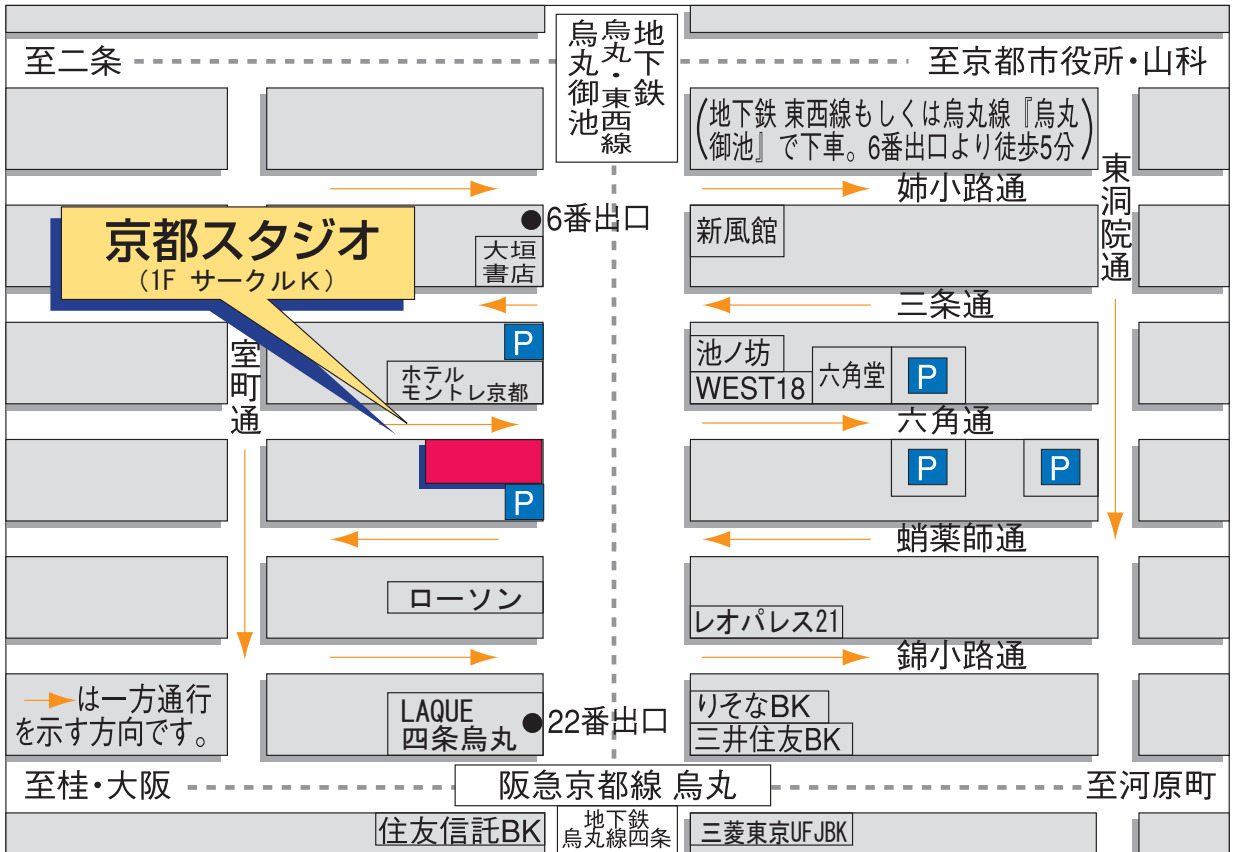 至二条
地下鉄
烏丸・東西線
烏丸御池
至京都市役所・山科
(地下鉄 東西線もしくは烏丸線『烏丸
御池』で下車。6番出口より徒歩5分)
東洞院通
姉小路通
京都スタジオ
(1F サークルK)
6番出口
大垣
書店
新風館
三条通
室町通
P
ホテル
モントレ京都
池ノ坊
WEST18
六角堂
P
六角通
P
P
P
蛸薬師通
ローソン
レオパレス21
錦小路通
は一方通行
を示す方向です。
LAQUE
四条烏丸
22番出口
りそなBK
三井住友BK
至桂・大阪
阪急京都線 烏丸
至河原町
住友信託BK
地下鉄
烏丸線四条
三菱東京UFJBK